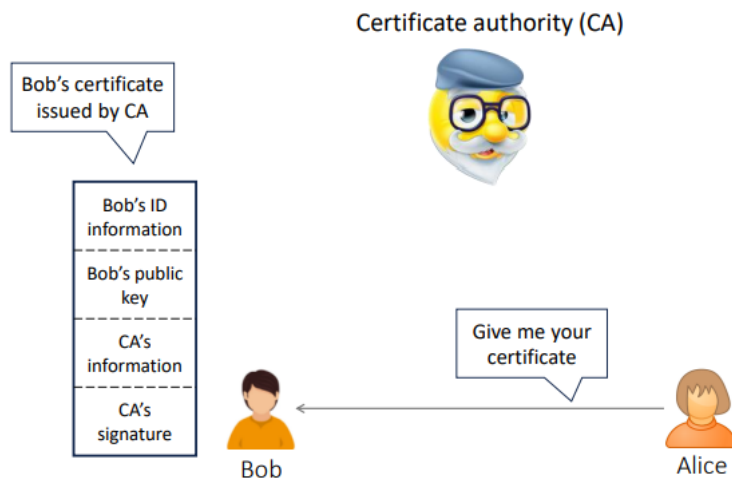 Certificate authority (CA)
Bob’s certificate
issued by CA
Bob’s ID
information
Bob’s public
key
CA’s
information
CA’s
signature
Give me your
certificate
Bob
Alice